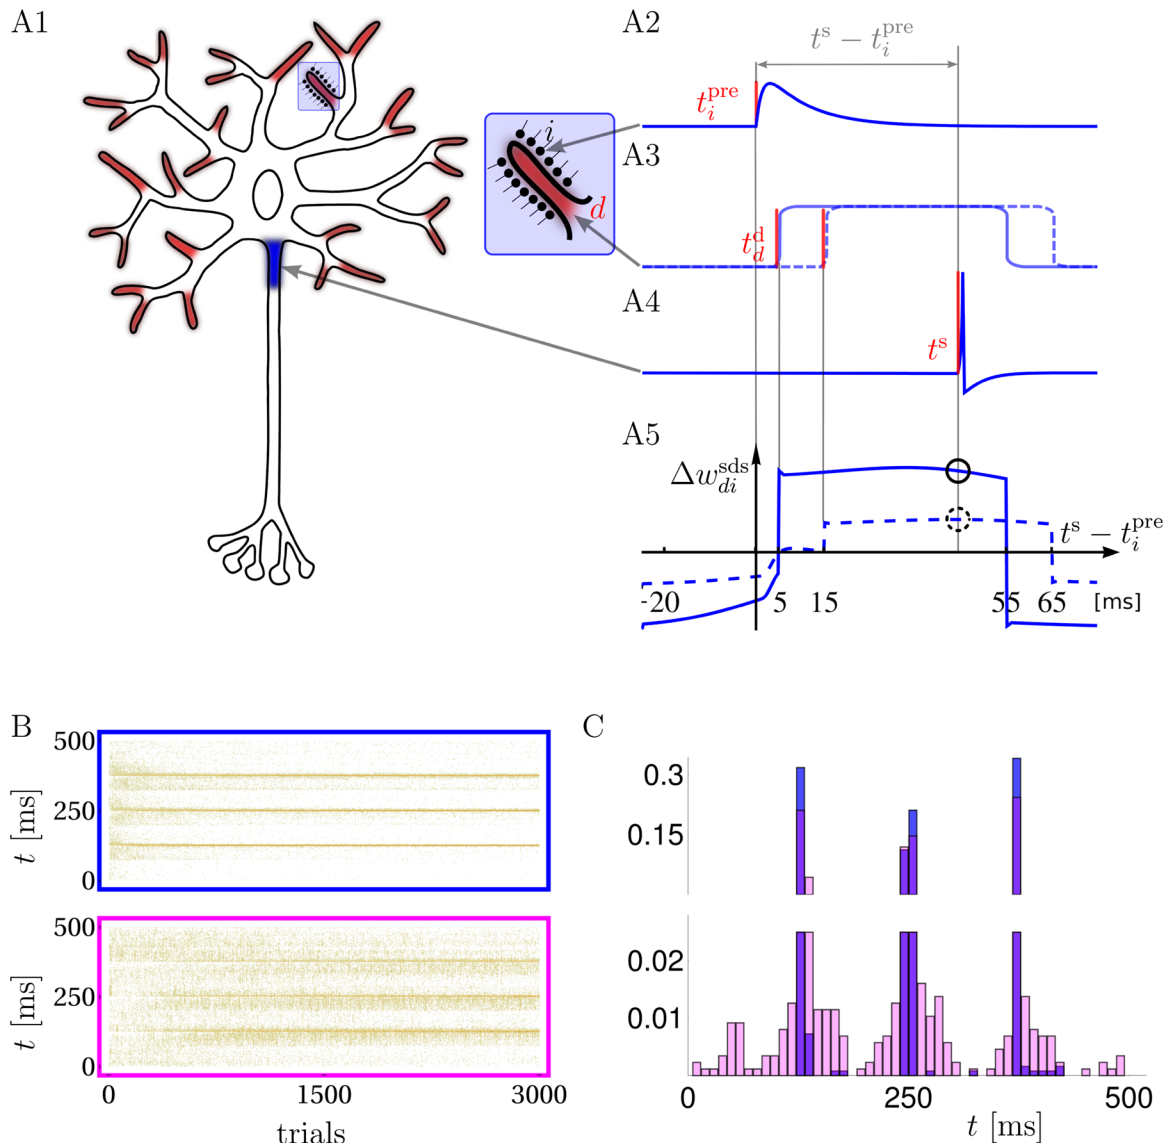 A1
i
d
A2
t^s − t_i^pre
t_i^pre
A3
t_d^d
A4
t^s
A5
Δw_di^sds
t^s − t_i^pre
-20 5 15 55 65 [ms]
B
500
250
0
t [ms]
500
250
0
t [ms]
0 1500 3000
trials
C
0.3
0.15
0.02
0.01
0 250 500
t [ms]